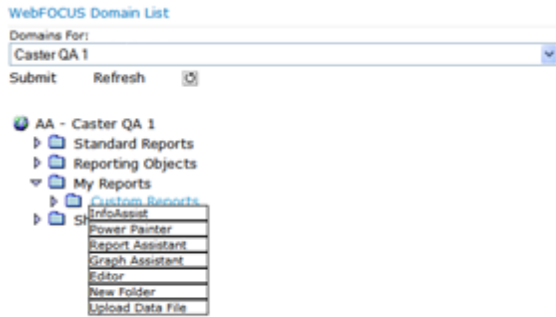 WebFOCUS Domain List
Domains For:
Caster QA 1
Submit Refresh
AA - Caster QA 1
Standard Reports
Reporting Objects
My Reports
Custom Reports
InfoAssist
Power Painter
Report Assistant
Graph Assistant
Editor
New Folder
Upload Data File